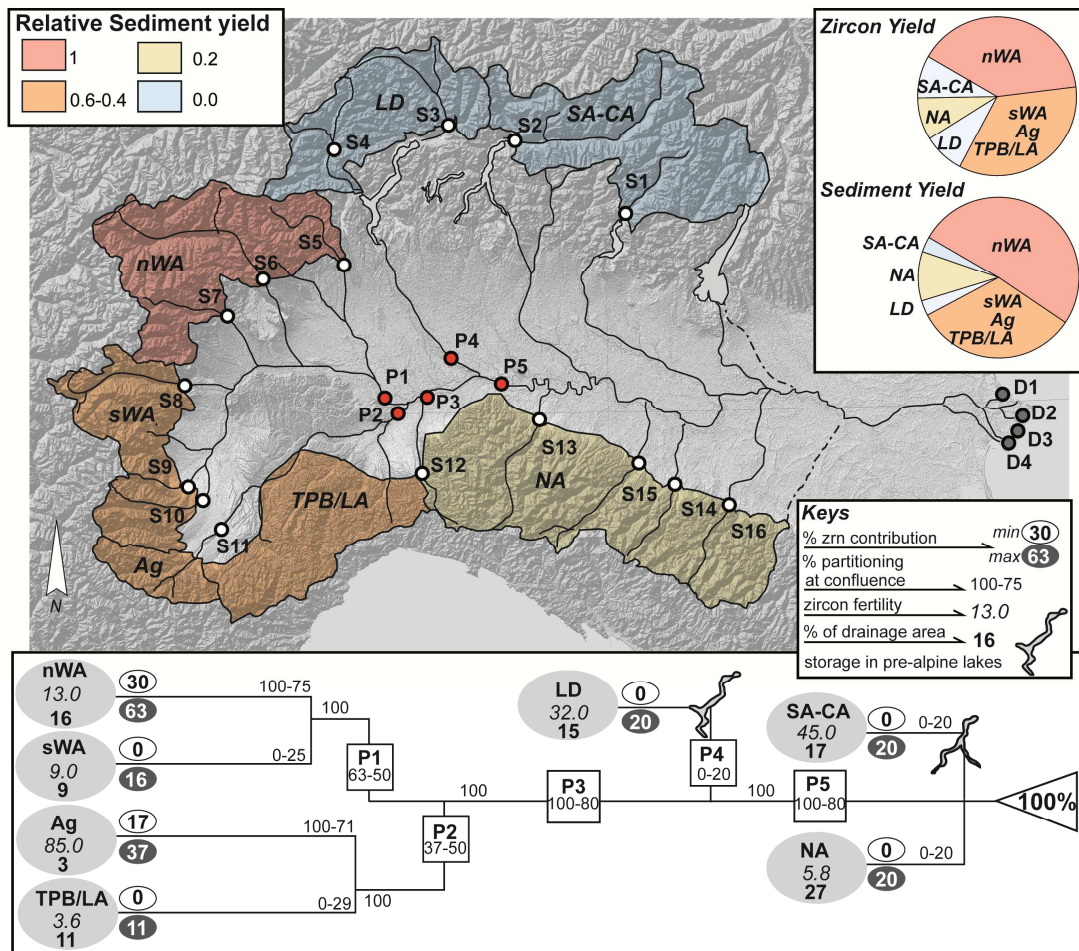 Relative Sediment yield
1
0.2
0.6-0.4
0.0
Zircon Yield
nWA
SA-CA
NA
LD
sWA
Ag
TPB/LA
Sediment Yield
nWA
SA-CA
NA
LD
sWA
Ag
TPB/LA
LD
S3
S4
S2
SA-CA
S1
nWA
S5
S6
S7
P4
P5
P1
P3
P2
S8
sWA
D1
D2
D3
D4
S9
S10
S11
S12
S13
NA
S15
S14
S16
TPB/LA
Ag
N
Keys
% zrn contribution
min 30
max 63
% partitioning
at confluence
100-75
zircon fertility
13.0
% of drainage area
16
storage in pre-alpine lakes
nWA
13.0
16
30
63
100-75
sWA
9.0
9
0
16
0-25
100
P1
63-50
Ag
85.0
3
17
37
100-71
TPB/LA
3.6
11
0
11
0-29
100
P2
37-50
100
P3
100-80
LD
32.0
15
0
20
P4
0-20
100
P5
100-80
SA-CA
45.0
17
0
20
0-20
NA
5.8
27
0
20
0-20
100%